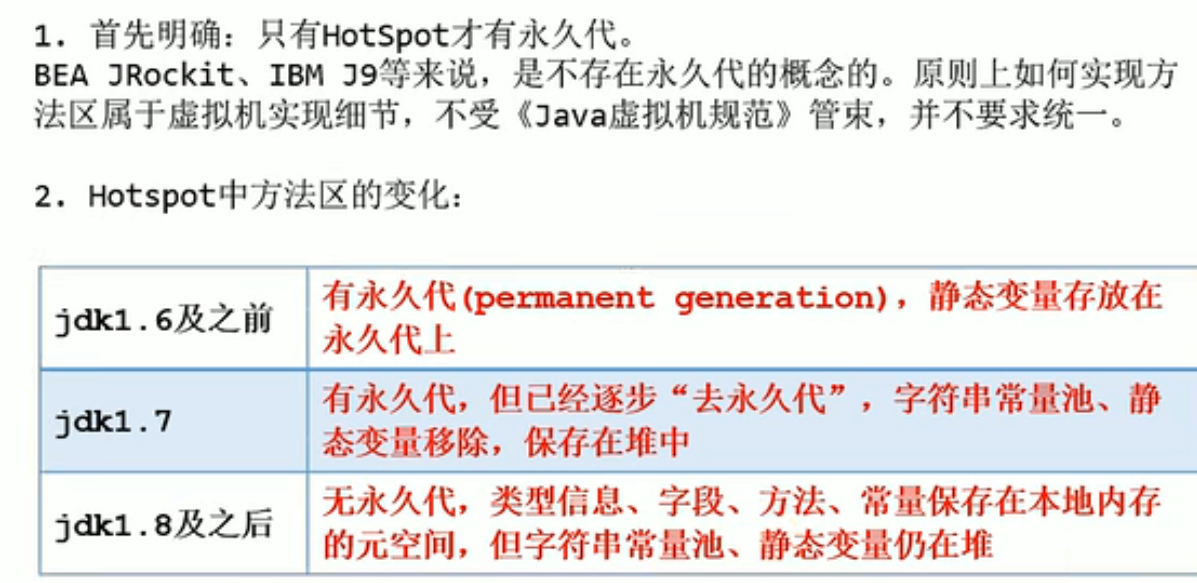 1. 首先明确：只有HotSpot才有永久代。
BEA JRockit、IBM J9等来说，是不存在永久代的概念的。原则上如何实现方
法区属于虚拟机实现细节，不受《Java虚拟机规范》管束，并不要求统一。
2. Hotspot中方法区的变化：
jdk1.6及之前
有永久代(permanent generation)，静态变量存放在
永久代上
jdk1.7
有永久代，但已经逐步“去永久代”，字符串常量池、静
态变量移除，保存在堆中
jdk1.8及之后
无永久代，类型信息、字段、方法、常量保存在本地内存
的元空间，但字符串常量池、静态变量仍在堆